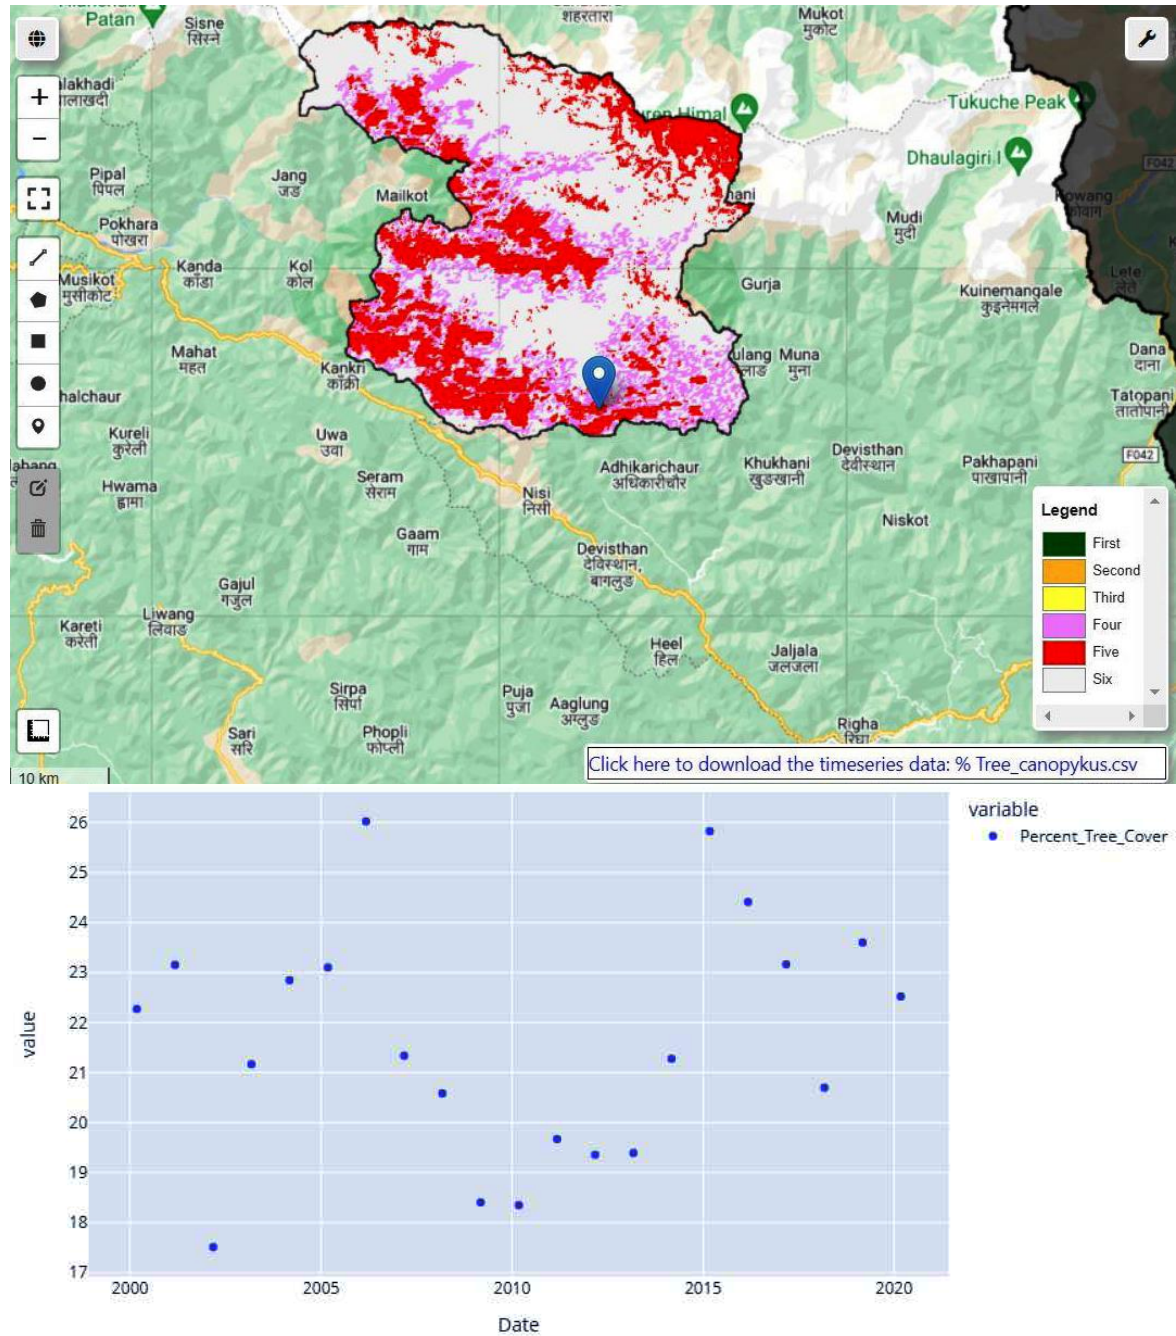 Patan
Sisne
सिस्ने
शहरतारा
Mukot
मुकोट
+
−
Tukuche Peak
Dhaulagiri I
F042
Pipal
पिपल
Jang
जङ
Mailkot
Mudi
मुदी
Pokhara
पोखरा
Kanda
काँडा
Kol
कोल
Musikot
मुसीकोट
Gurja
Kuinemangale
कुइनेमंगले
Lete
लेते
Mahat
महत
Kankri
काँक्री
Muna
मुना
Dana
दाना
Tatopani
तातोपानी
Kureli
कुरेली
Uwa
उवा
Seram
सेराम
Hwama
ह्वामा
Adhikarichaur
अधिकारीचौर
Khukhani
खुङखानी
Devisthan
देवीस्थान
Pakhapani
पाखापानी
F042
Nisi
निसी
Niskot
Gaam
गाम
Devisthan
देविस्थान,
बागलुङ
Legend
First
Second
Third
Four
Five
Six
Gajul
गजुल
Kareti
करेती
Liwang
लिवाङ
Heel
हिल
Jaljala
जलजला
Sirpa
सिर्पा
Puja
पुजा
Aaglung
अग्लुङ
Sari
सरि
Phopli
फोप्ली
Righa
रिघा
10 km
Click here to download the timeseries data: % Tree_canopykus.csv
variable
Percent_Tree_Cover
26
25
24
23
22
21
20
19
18
17
value
2000 2005 2010 2015 2020
Date